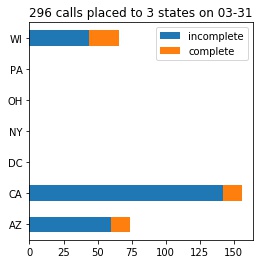 296 calls placed to 3 states on 03-31
incomplete
complete
WI
PA
OH
NY
DC
CA
AZ
0 25 50 75 100 125 150